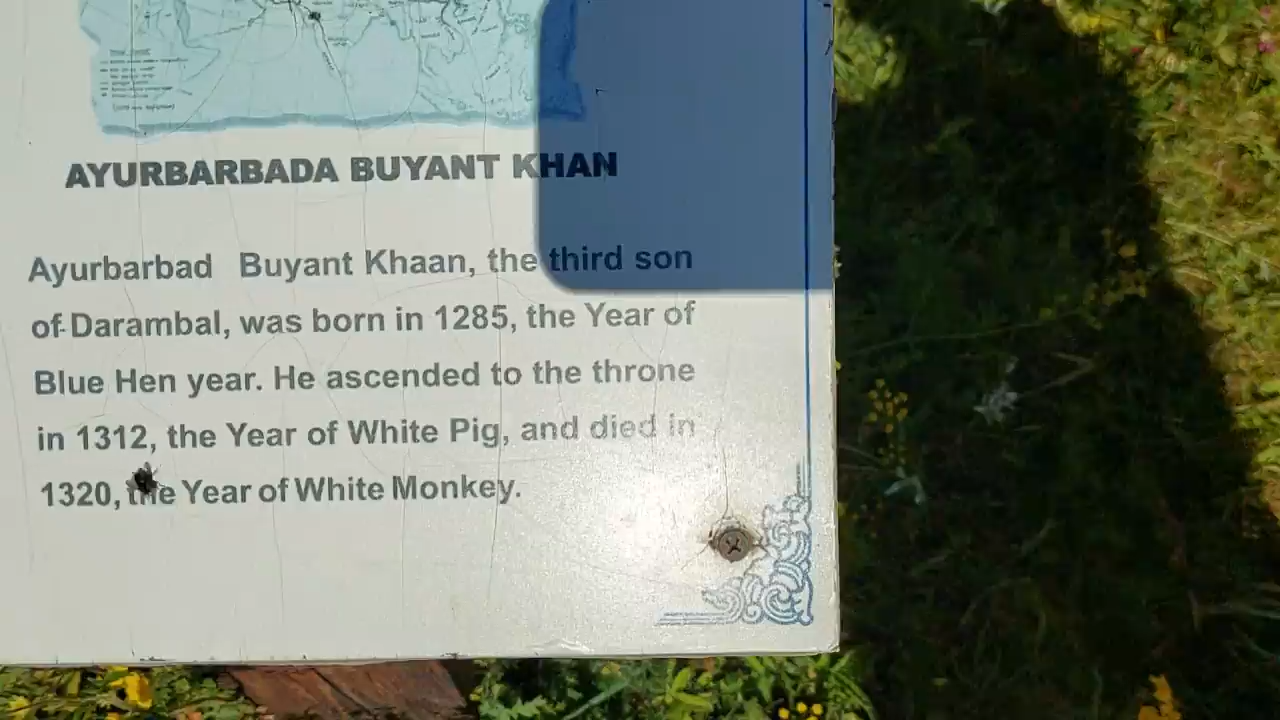 AYURBARBADA BUYANT KHAN
Ayurbarbad Buyant Khaan, the third son
of Darambal, was born in 1285, the Year of
Blue Hen year. He ascended to the throne
in 1312, the Year of White Pig, and died in
1320, the Year of White Monkey.